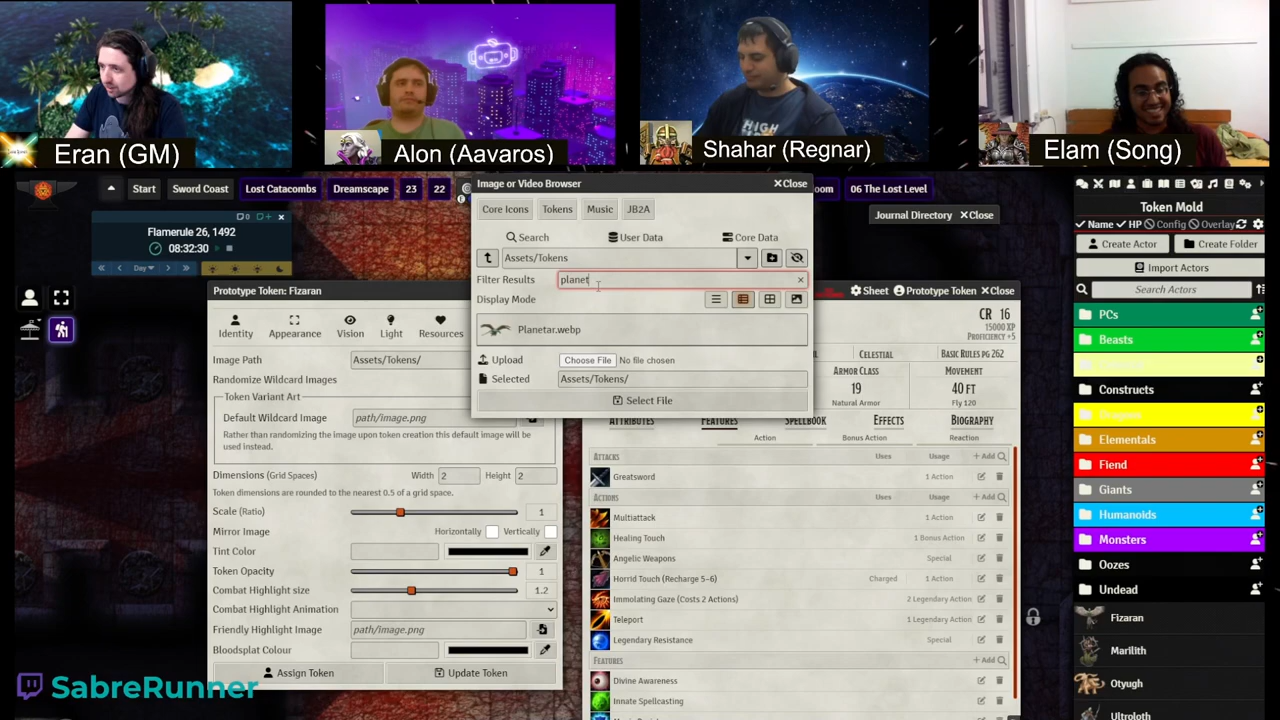 HIGH
Eran (GM)
Alon (Aavaros)
Shahar (Regnar)
Elam (Song)
Start
Sword Coast
Lost Catacombs
Dreamscape
23
22
oom
06 The Lost Level
Journal Directory
Close
0
Flamerule 26, 1492
08:32:30
Day
Image or Video Browser
Close
Core Icons
Tokens
Music
JB2A
Search
User Data
Core Data
Assets/Tokens
Filter Results
planet
Display Mode
Planetar.webp
Upload
Choose File No file chosen
Selected
Assets/Tokens/
Select File
Prototype Token: Fizaran
Identity
Appearance
Vision
Light
Resources
Image Path
Assets/Tokens/
Randomize Wildcard Images
Token Variant Art
Default Wildcard Image
path/image.png
Rather than randomizing the image upon token creation this default image will be
used instead.
Dimensions (Grid Spaces)
Width 2
Height 2
Token dimensions are rounded to the nearest 0.5 of a grid space.
Scale (Ratio)
1
Mirror Image
Horizontally
Vertically
Tint Color
Token Opacity
1
Combat Highlight size
1.2
Combat Highlight Animation
Friendly Highlight Image
path/image.png
Bloodsplat Colour
Assign Token
Update Token
Sheet
Prototype Token
Close
CR 16
15000 XP
Proficiency +5
Celestial
Basic Rules pg 262
Armor Class
19
Natural Armor
Movement
40 ft
Fly 120
Attributes
Features
Spellbook
Effects
Biography
Action
Bonus Action
Reaction
Attacks
Uses
Usage
+ Add
Greatsword
1 Action
Actions
Uses
Usage
+ Add
Multiattack
1 Action
Healing Touch
1 Bonus Action
Angelic Weapons
Special
Horrid Touch (Recharge 5-6)
Charged
1 Action
Immolating Gaze (Costs 2 Actions)
2 Legendary Action
Teleport
1 Legendary Action
Legendary Resistance
Special
Features
Uses
Usage
+ Add
Divine Awareness
Innate Spellcasting
Token Mold
Name
HP
Config
Overlay
Create Actor
Create Folder
Import Actors
Search Actors
PCs
Beasts
Constructs
Elementals
Fiend
Giants
Humanoids
Monsters
Oozes
Undead
Fizaran
Marilith
Otyugh
Ultroloth
SabreRunner